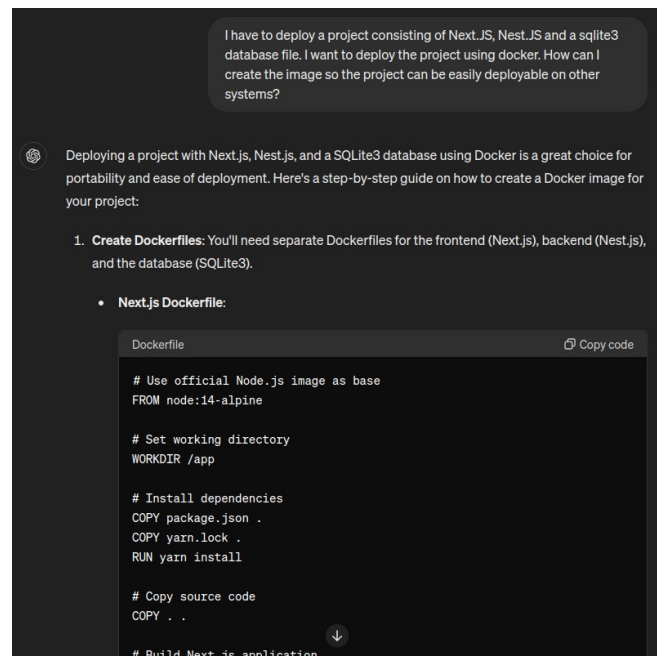 I have to deploy a project consisting of Next.JS, Nest.JS and a sqlite3
database file. I want to deploy the project using docker. How can I
create the image so the project can be easily deployable on other
systems?
Deploying a project with Next.js, Nest.js, and a SQLite3 database using Docker is a great choice for
portability and ease of deployment. Here's a step-by-step guide on how to create a Docker image for
your project:
1. Create Dockerfiles: You'll need separate Dockerfiles for the frontend (Next.js), backend (Nest.js),
and the database (SQLite3).
• Next.js Dockerfile:
Dockerfile Copy code
# Use official Node.js image as base
FROM node:14-alpine
# Set working directory
WORKDIR /app
# Install dependencies
COPY package.json .
COPY yarn.lock .
RUN yarn install
# Copy source code
COPY . .
# Build Next.js application